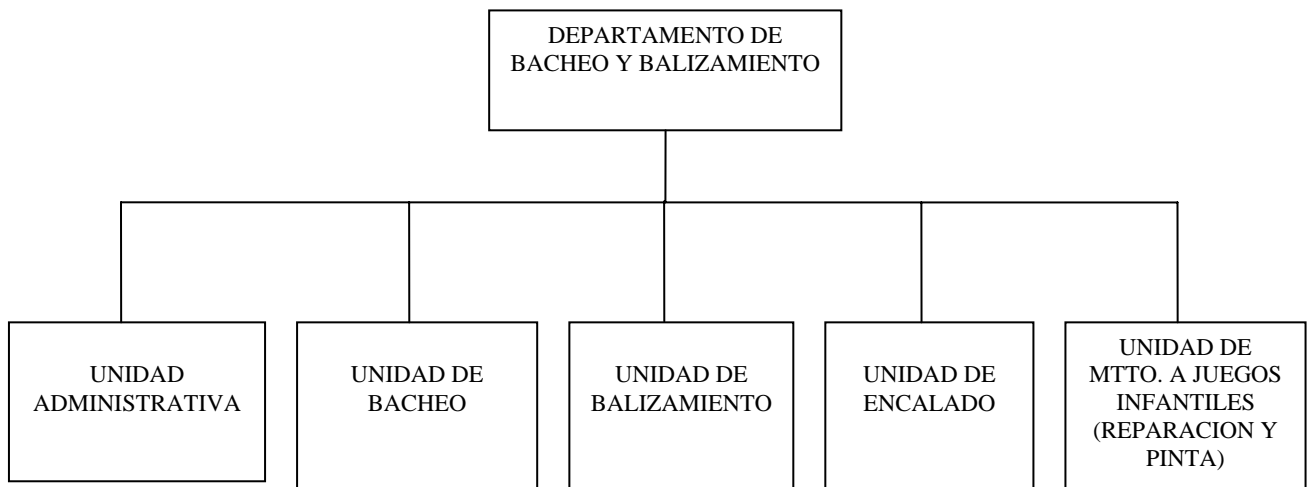 DEPARTAMENTO DE
BACHEO Y BALIZAMIENTO
UNIDAD
ADMINISTRATIVA
UNIDAD DE
BACHEO
UNIDAD DE
BALIZAMIENTO
UNIDAD DE
ENCALADO
UNIDAD DE
MTTO. A JUEGOS
INFANTILES
(REPARACION Y
PINTA)